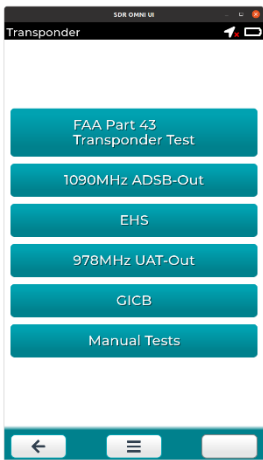 SDR OMNI UI
Transponder
FAA Part 43
Transponder Test
1090MHz ADSB-Out
EHS
978MHz UAT-Out
GICB
Manual Tests